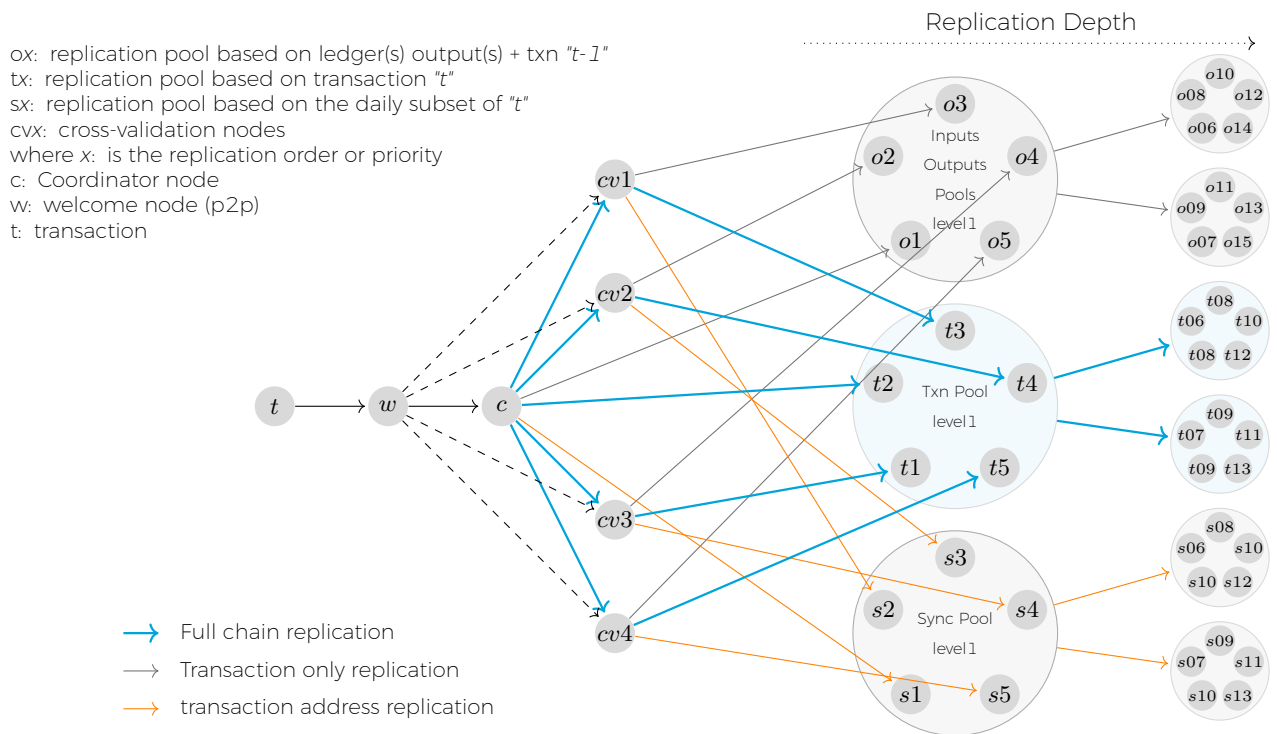 Replication Depth
ox: replication pool based on ledger(s) output(s) + txn "t-1"
tx: replication pool based on transaction "t"
sx: replication pool based on the daily subset of "t"
cvx: cross-validation nodes
where x: is the replication order or priority
c: Coordinator node
w: welcome node (p2p)
t: transaction
t
w
c
cv1
cv2
cv3
cv4
o3
o2
o4
o1
o5
Inputs
Outputs
Pools
level1
t3
t2
t4
t1
t5
Txn Pool
level1
s3
s2
s4
s1
s5
Sync Pool
level1
o10
o08 o12
o06 o14
o11
o09 o13
o07 o15
t08
t06 t10
t08 t12
t09
t07 t11
t09 t13
s08
s06 s10
s10 s12
s09
s07 s11
s10 s13
Full chain replication
Transaction only replication
transaction address replication